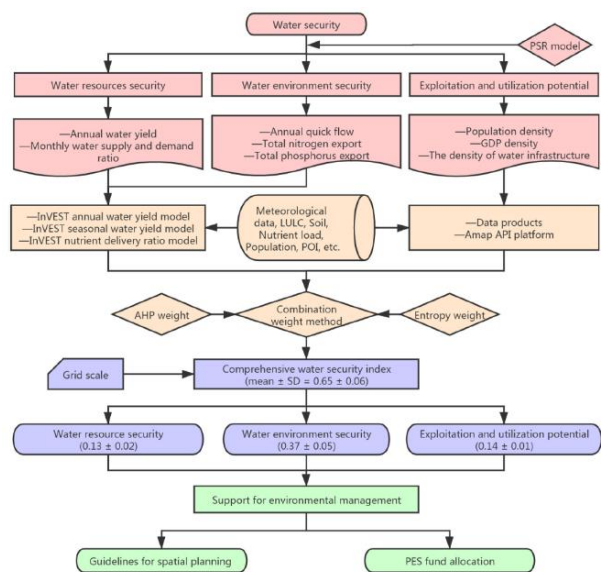 Water security
PSR model
Water resources security
Water environment security
Exploitation and utilization potential
—Annual water yield
—Monthly water supply and demand
ratio
—Annual quick flow
—Total nitrogen export
—Total phosphorus export
—Population density
—GDP density
—The density of water infrastructure
—InVEST annual water yield model
—InVEST seasonal water yield model
—InVEST nutrient delivery ratio model
Meteorological
data, LULC, Soil,
Nutrient load,
Population, POI, etc.
—Data products
—Amap API platform
AHP weight
Combination
weight method
Entropy weight
Grid scale
Comprehensive water security index
(mean ± SD = 0.65 ± 0.06)
Water resource security
(0.13 ± 0.02)
Water environment security
(0.37 ± 0.05)
Exploitation and utilization potential
(0.14 ± 0.01)
Support for environmental management
Guidelines for spatial planning
PES fund allocation